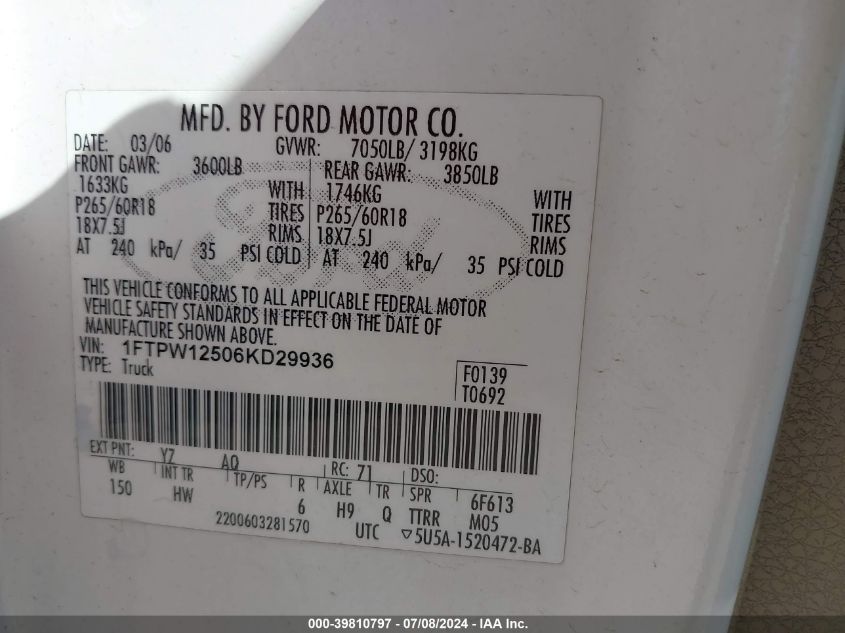 MFD. BY FORD MOTOR CO.
DATE: 03/06 GVWR: 7050LB/ 3198KG
FRONT GAWR: 3600LB REAR GAWR: 3850LB
1633KG WITH 1746KG WITH
P265/60R18 TIRES P265/60R18 TIRES
18X7.5J RIMS 18X7.5J RIMS
AT 240 kPa/ 35 PSI COLD AT 240 kPa/ 35 PSI COLD
Ford
THIS VEHICLE CONFORMS TO ALL APPLICABLE FEDERAL MOTOR
VEHICLE SAFETY STANDARDS IN EFFECT ON THE DATE OF
MANUFACTURE SHOWN ABOVE.
VIN: 1FTPW12506KD29936
TYPE: Truck
F0139
T0692
EXT PNT: YZ AQ RC: 71 DSO:
WB INT TR TP/PS R AXLE TR SPR 6F613
150 HW 6 H9 Q TTRR M05
2200603281570 UTC ▽5U5A-1520472-BA
000-39810797 - 07/08/2024 - IAA Inc.